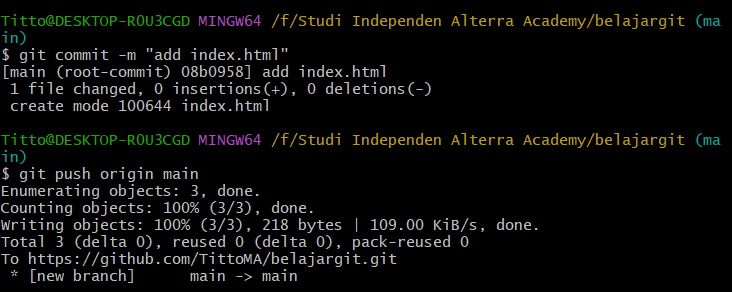 Titto@DESKTOP-R0U3CGD MINGW64 /f/Studi Independen Alterra Academy/belajargit (ma
in)
$ git commit -m "add index.html"
[main (root-commit) 08b0958] add index.html
 1 file changed, 0 insertions(+), 0 deletions(-)
 create mode 100644 index.html
Titto@DESKTOP-R0U3CGD MINGW64 /f/Studi Independen Alterra Academy/belajargit (ma
in)
$ git push origin main
Enumerating objects: 3, done.
Counting objects: 100% (3/3), done.
Writing objects: 100% (3/3), 218 bytes | 109.00 KiB/s, done.
Total 3 (delta 0), reused 0 (delta 0), pack-reused 0
To https://github.com/TittoMA/belajargit.git
 * [new branch]      main -> main